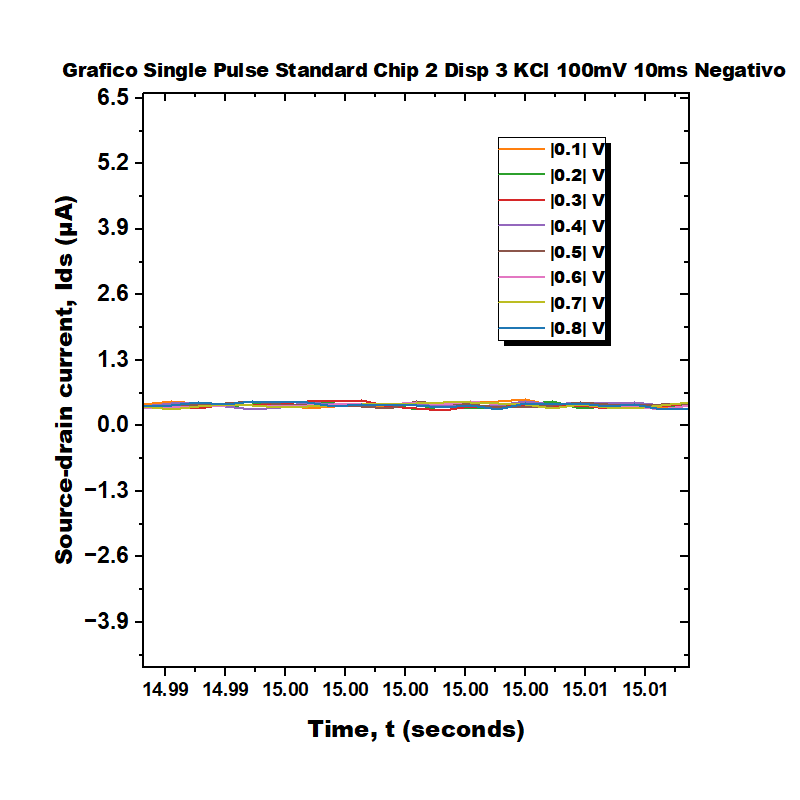 Grafico Single Pulse Standard Chip 2 Disp 3 KCl 100mV 10ms Negativo
6.5
5.2
3.9
2.6
1.3
0.0
−1.3
−2.6
−3.9
Source-drain current, Ids (µA)
|0.1| V
|0.2| V
|0.3| V
|0.4| V
|0.5| V
|0.6| V
|0.7| V
|0.8| V
14.99 14.99 15.00 15.00 15.00 15.00 15.00 15.01 15.01
Time, t (seconds)